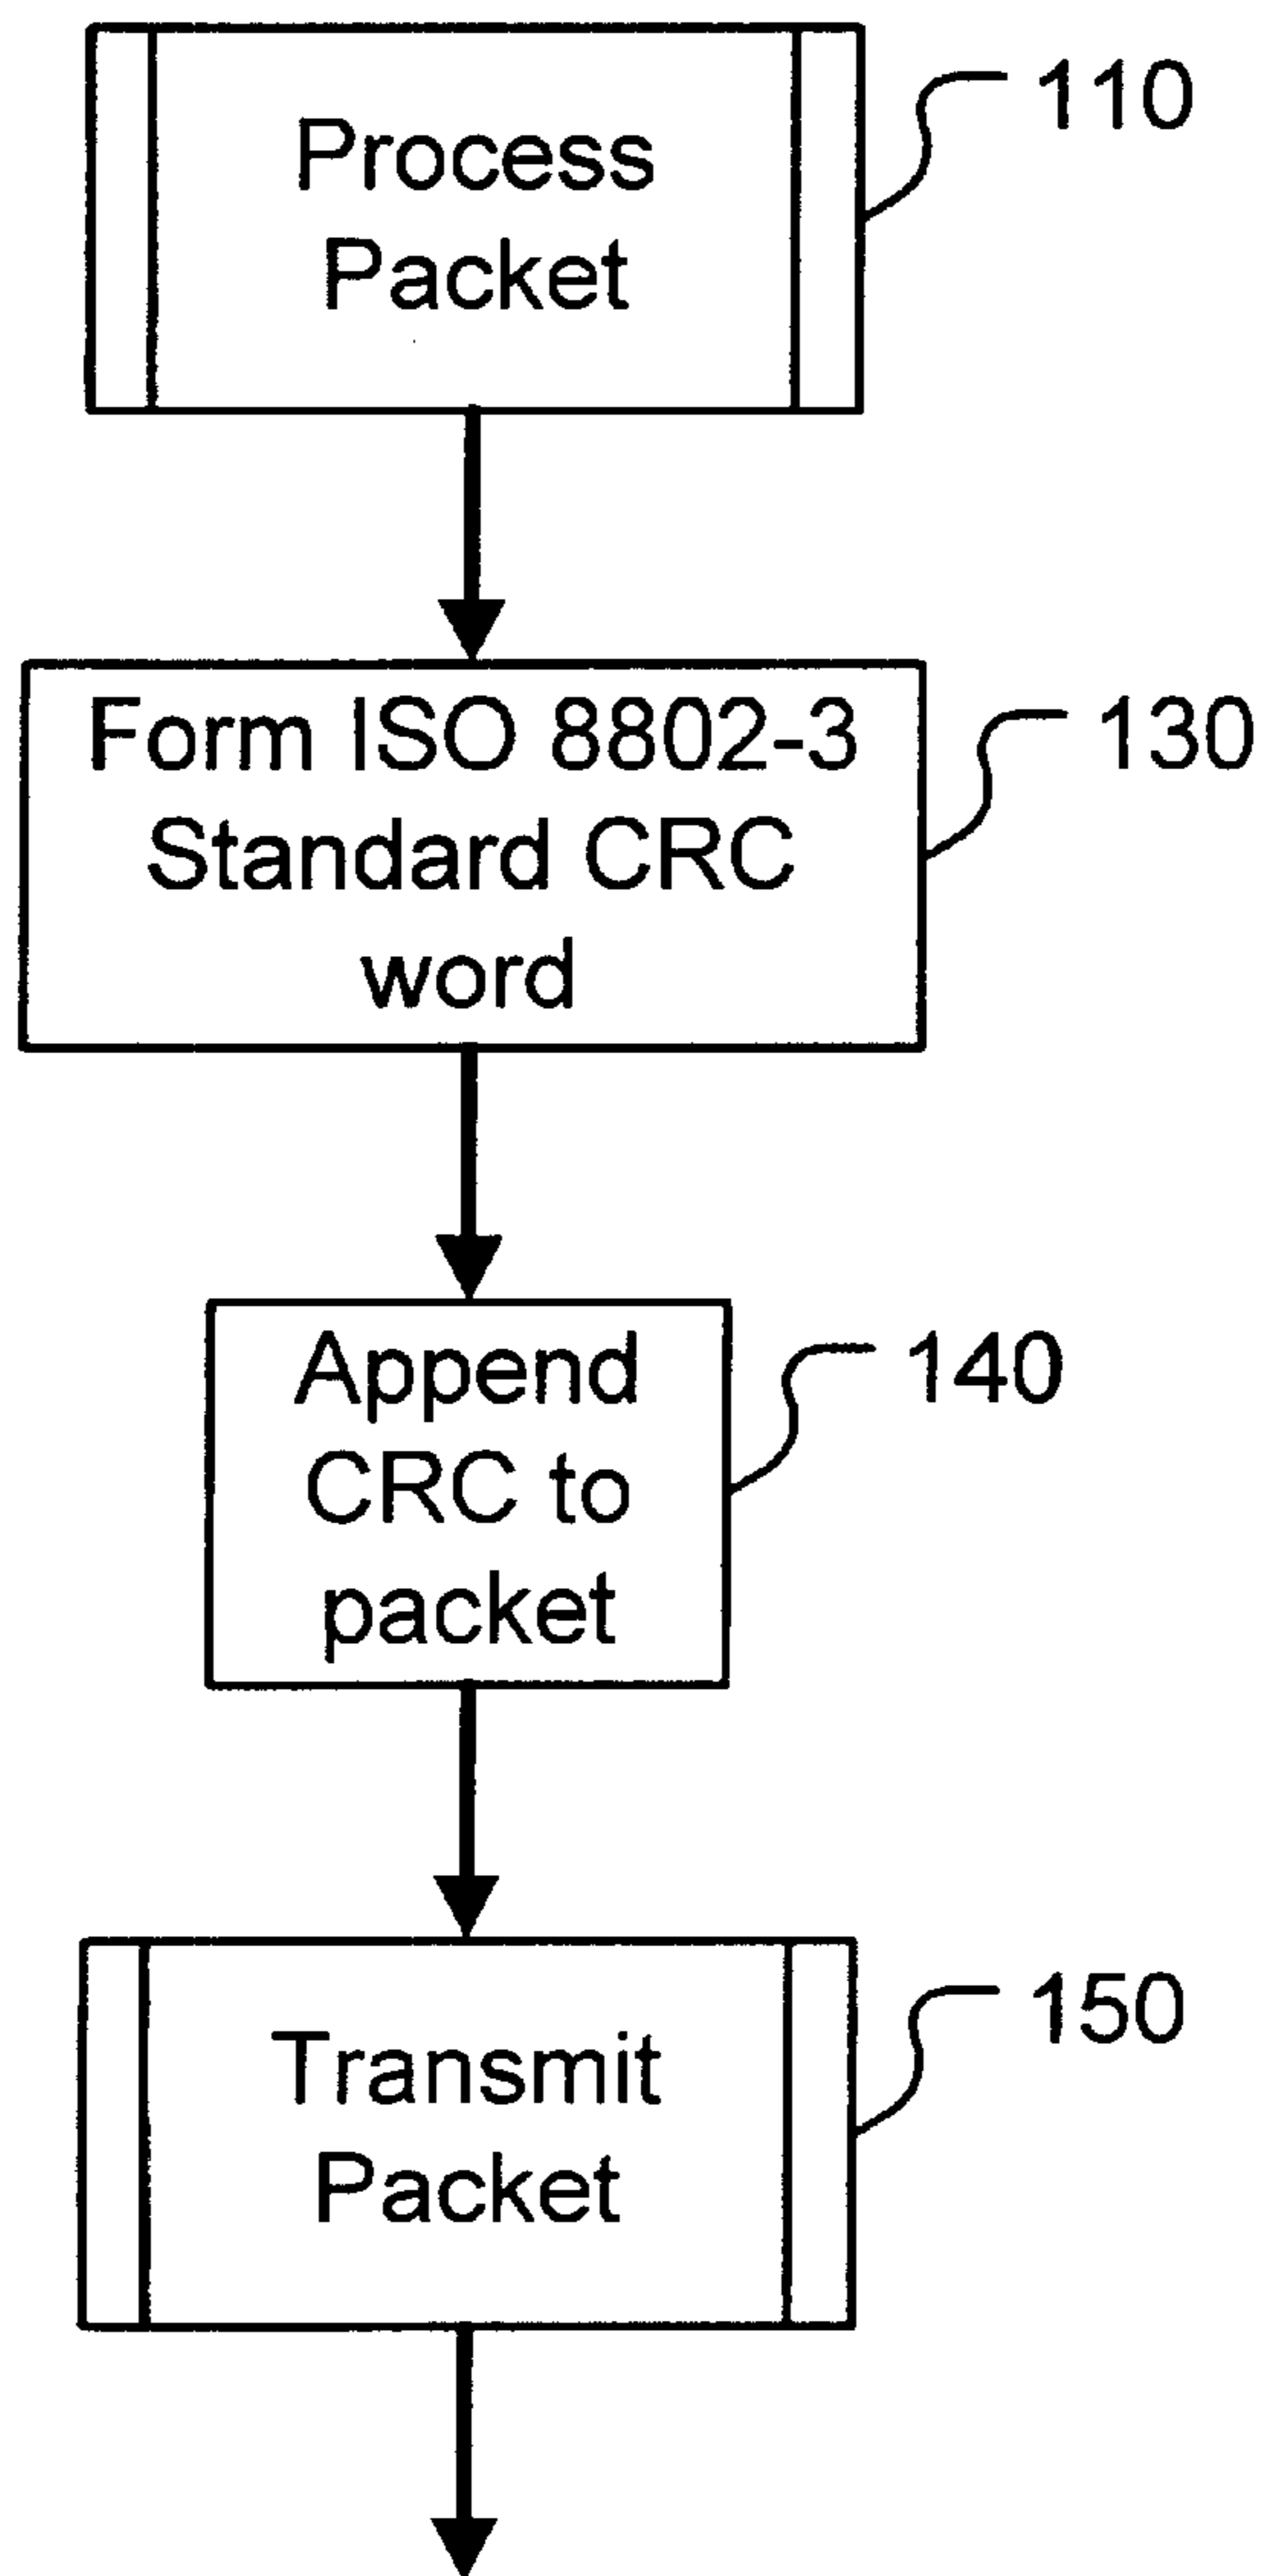 Process
Packet
110
Form ISO 8802-3
Standard CRC
word
130
Append
CRC to
packet
140
Transmit
Packet
150